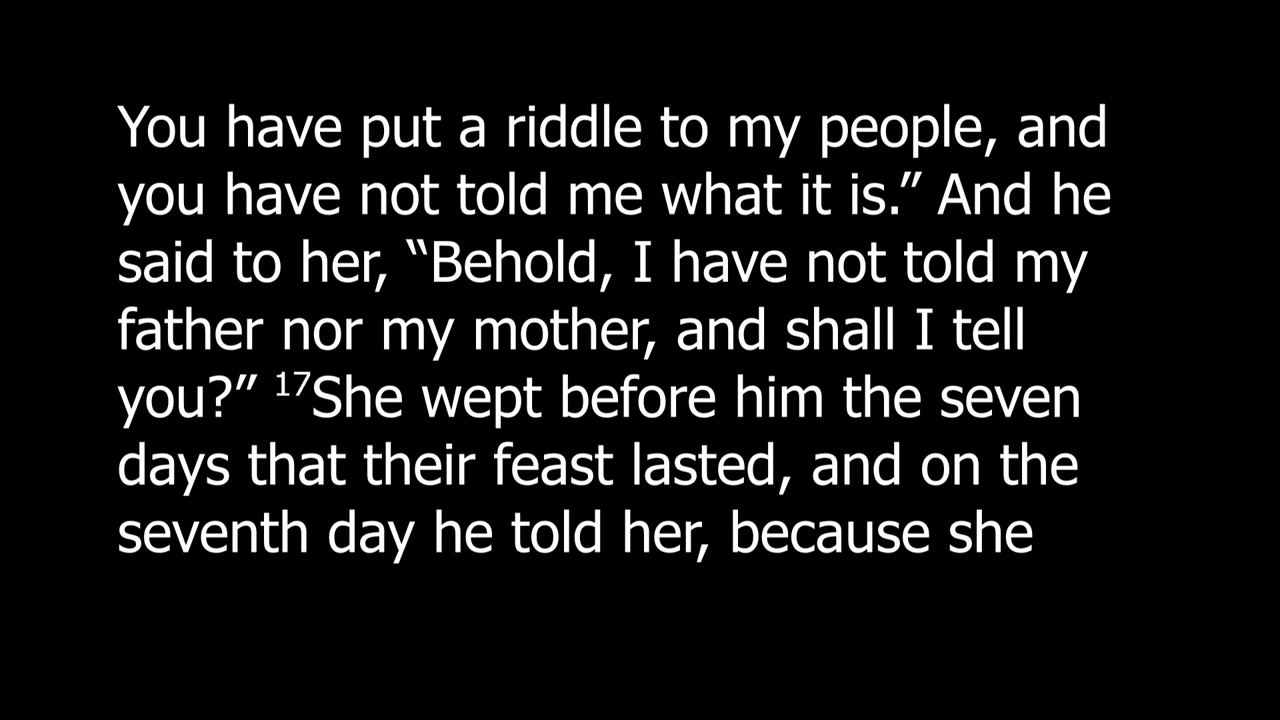 You have put a riddle to my people, and
you have not told me what it is.” And he
said to her, “Behold, I have not told my
father nor my mother, and shall I tell
you?” 17She wept before him the seven
days that their feast lasted, and on the
seventh day he told her, because she